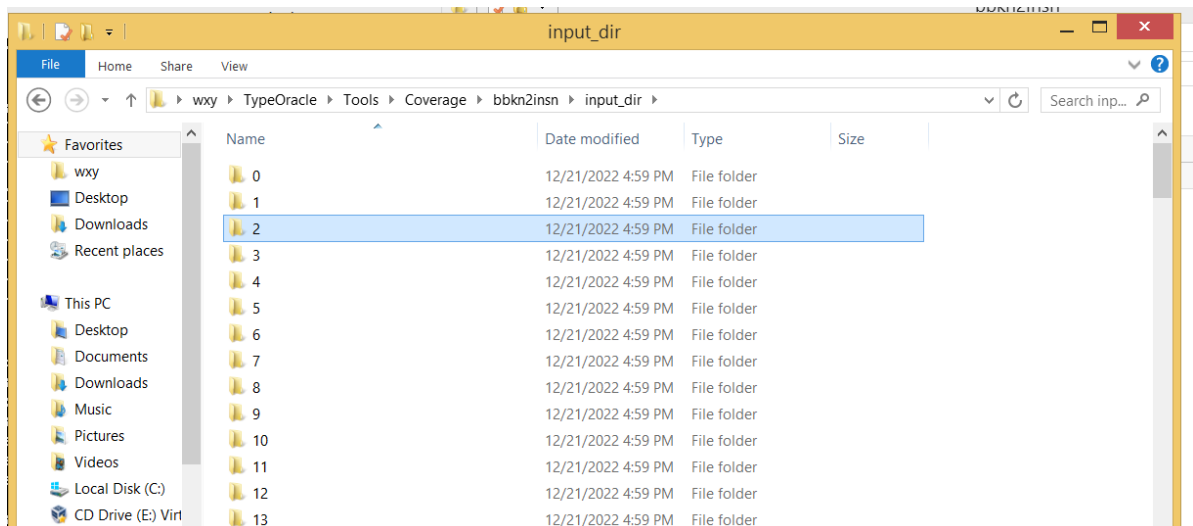 bbkn2insn
input_dir
File Home Share View
wxy TypeOracle Tools Coverage bbkn2insn input_dir
Search inp...
Name Date modified Type Size
Favorites
wxy
Desktop
Downloads
Recent places
This PC
Desktop
Documents
Downloads
Music
Pictures
Videos
Local Disk (C:)
CD Drive (E:) Virt
0 12/21/2022 4:59 PM File folder
1 12/21/2022 4:59 PM File folder
2 12/21/2022 4:59 PM File folder
3 12/21/2022 4:59 PM File folder
4 12/21/2022 4:59 PM File folder
5 12/21/2022 4:59 PM File folder
6 12/21/2022 4:59 PM File folder
7 12/21/2022 4:59 PM File folder
8 12/21/2022 4:59 PM File folder
9 12/21/2022 4:59 PM File folder
10 12/21/2022 4:59 PM File folder
11 12/21/2022 4:59 PM File folder
12 12/21/2022 4:59 PM File folder
13 12/21/2022 4:59 PM File folder